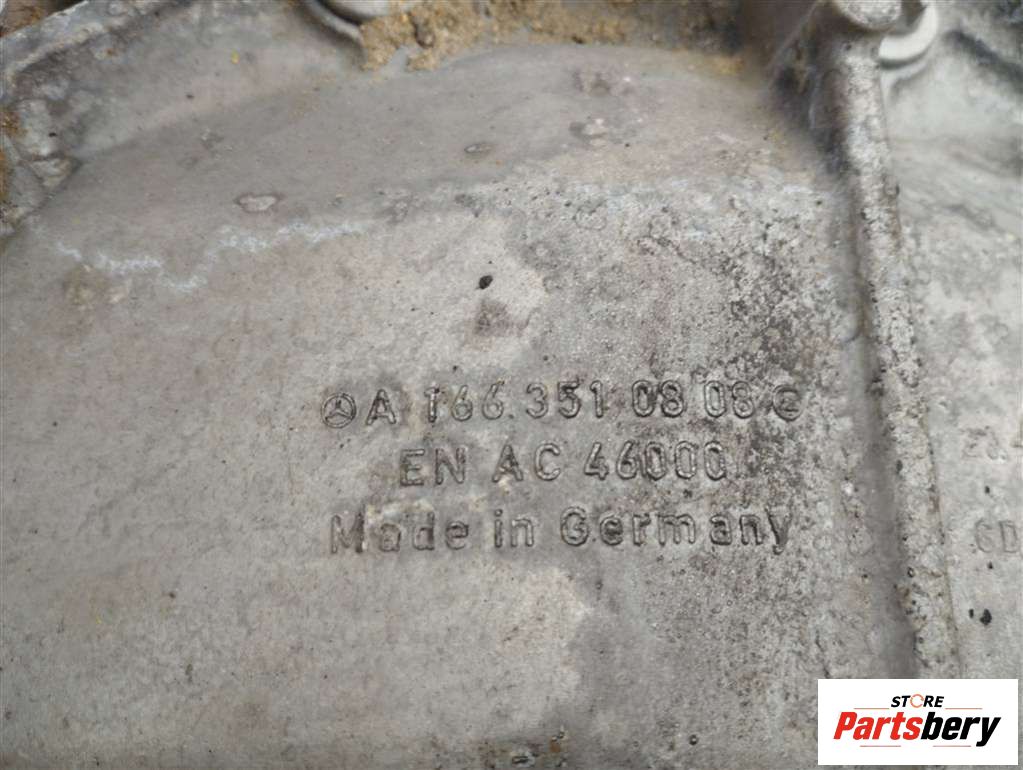 A 166 351 08 08
EN AC 46000
Made in Germany
STORE
Partsbery